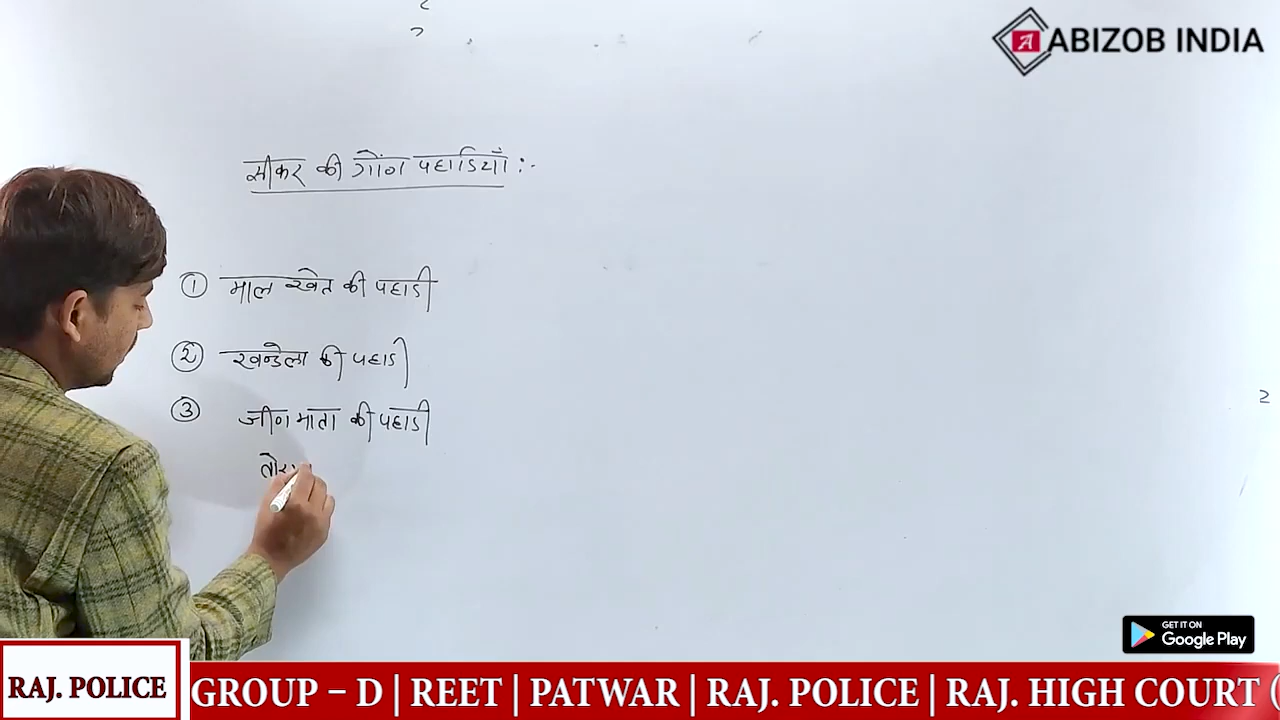 ABIZOB INDIA
सीकर की गोंण पहाडियाँ :-
① माल खेत की पहाडी
② खण्डेला की पहाडी
③ जीण माता की पहाडी
GET IT ON
Google Play
RAJ. POLICE
GROUP – D | REET | PATWAR | RAJ. POLICE | RAJ. HIGH COURT (